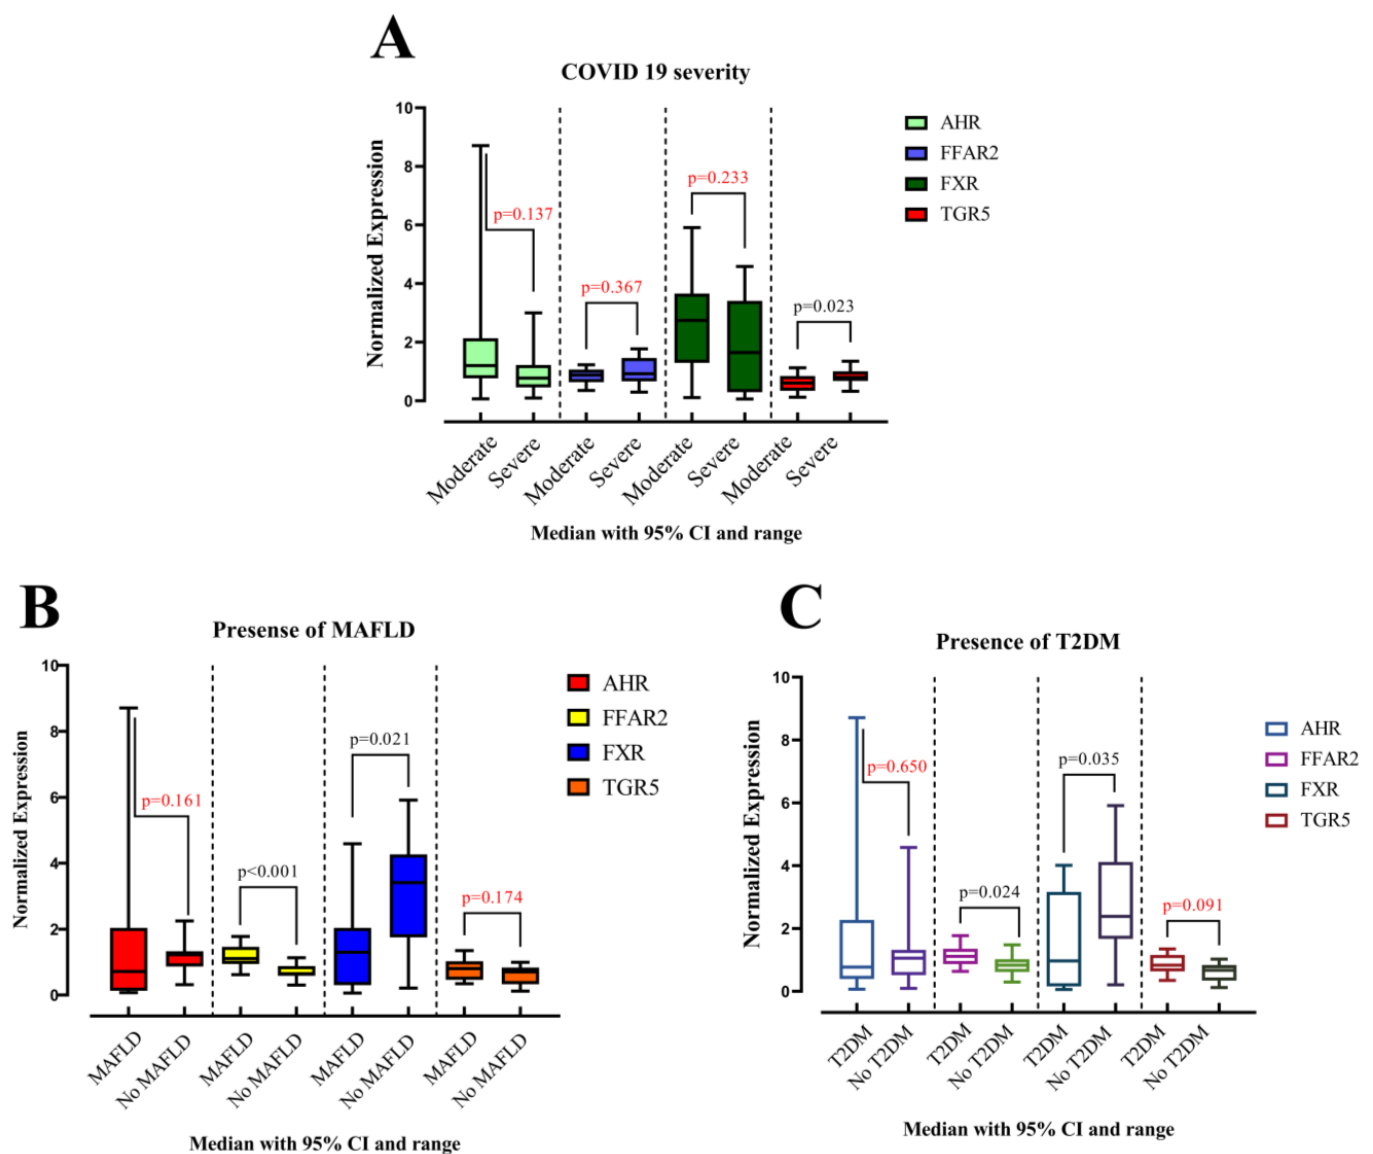 A
COVID 19 severity
Normalized Expression
10
8
6
4
2
0
p=0.137
p=0.367
p=0.233
p=0.023
AHR
FFAR2
FXR
TGR5
Moderate
Severe
Moderate
Severe
Moderate
Severe
Moderate
Severe
Median with 95% CI and range
B
Presense of MAFLD
Normalized Expression
10
8
6
4
2
0
p=0.161
p<0.001
p=0.021
p=0.174
AHR
FFAR2
FXR
TGR5
MAFLD
No MAFLD
MAFLD
No MAFLD
MAFLD
No MAFLD
MAFLD
No MAFLD
Median with 95% CI and range
C
Presence of T2DM
Normalized Expression
10
8
6
4
2
0
p=0.650
p=0.024
p=0.035
p=0.091
AHR
FFAR2
FXR
TGR5
T2DM
No T2DM
T2DM
No T2DM
T2DM
No T2DM
T2DM
No T2DM
Median with 95% CI and range